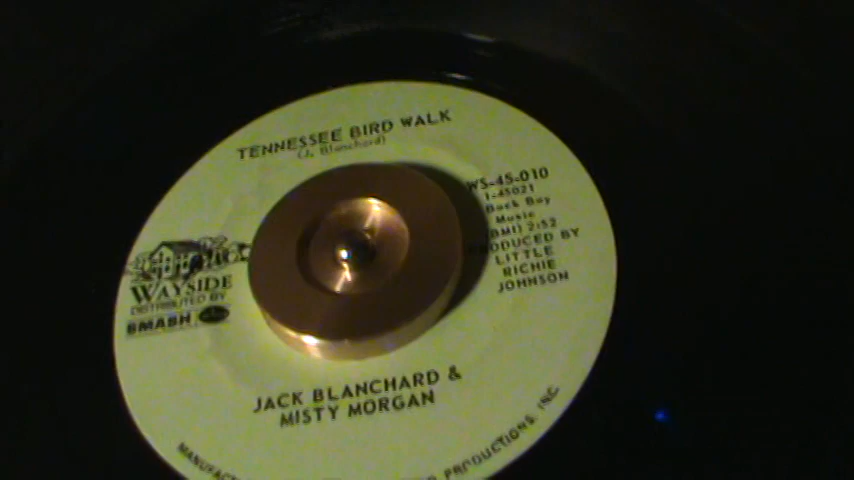 TENNESSEE BIRD WALK
(J. Blanchard)
WS-45-010
1-45021
Back Bay
Music
BMI) 2:52
PRODUCED BY
LITTLE
RICHIE
JOHNSON
WAYSIDE
DISTRIBUTED BY
SMASH
JACK BLANCHARD &
MISTY MORGAN
PRODUCTIONS, INC